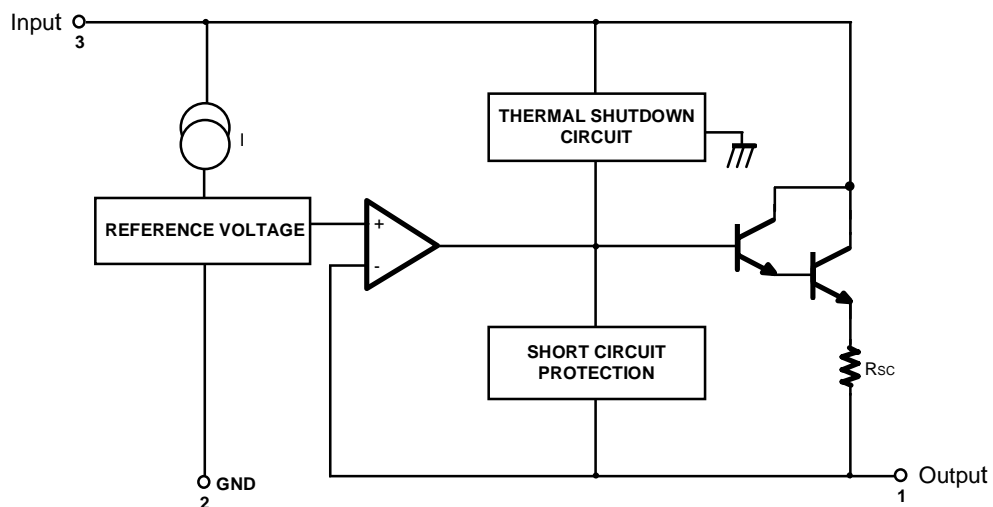 Input
3
THERMAL SHUTDOWN
CIRCUIT
I
REFERENCE VOLTAGE
+
-
SHORT CIRCUIT
PROTECTION
RSC
GND
2
Output
1